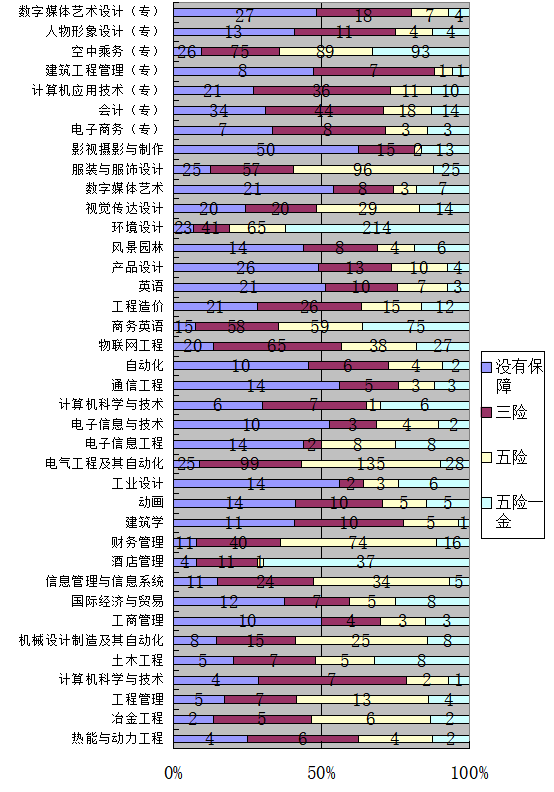 数字媒体艺术设计（专） 27 18 7 4
人物形象设计（专） 13 11 4 4
空中乘务（专） 26 75 89 93
建筑工程管理（专） 8 7 1 1
计算机应用技术（专） 21 36 11 10
会计（专） 34 44 18 14
电子商务（专） 7 8 3 3
影视摄影与制作 50 15 2 13
服装与服饰设计 25 57 96 25
数字媒体艺术 21 8 3 7
视觉传达设计 20 20 29 14
环境设计 23 41 65 214
风景园林 14 8 4 6
产品设计 26 13 10 4
英语 21 10 7 3
工程造价 21 26 15 12
商务英语 15 58 59 75
物联网工程 20 65 38 27
自动化 10 6 4 2
通信工程 14 5 3 3
计算机科学与技术 6 7 1 6
电子信息与技术 10 3 4 2
电子信息工程 14 2 8 8
电气工程及其自动化 25 99 135 28
工业设计 14 2 3 6
动画 14 10 5 5
建筑学 11 10 5 1
财务管理 11 40 74 16
酒店管理 4 11 1 37
信息管理与信息系统 11 24 34 5
国际经济与贸易 12 7 5 8
工商管理 10 4 3 3
机械设计制造及其自动化 8 15 25 8
土木工程 5 7 5 8
计算机科学与技术 4 7 2 1
工程管理 5 7 13 4
冶金工程 2 5 6 2
热能与动力工程 4 6 4 2
0% 50% 100%
没有保
障
三险
五险
五险一
金